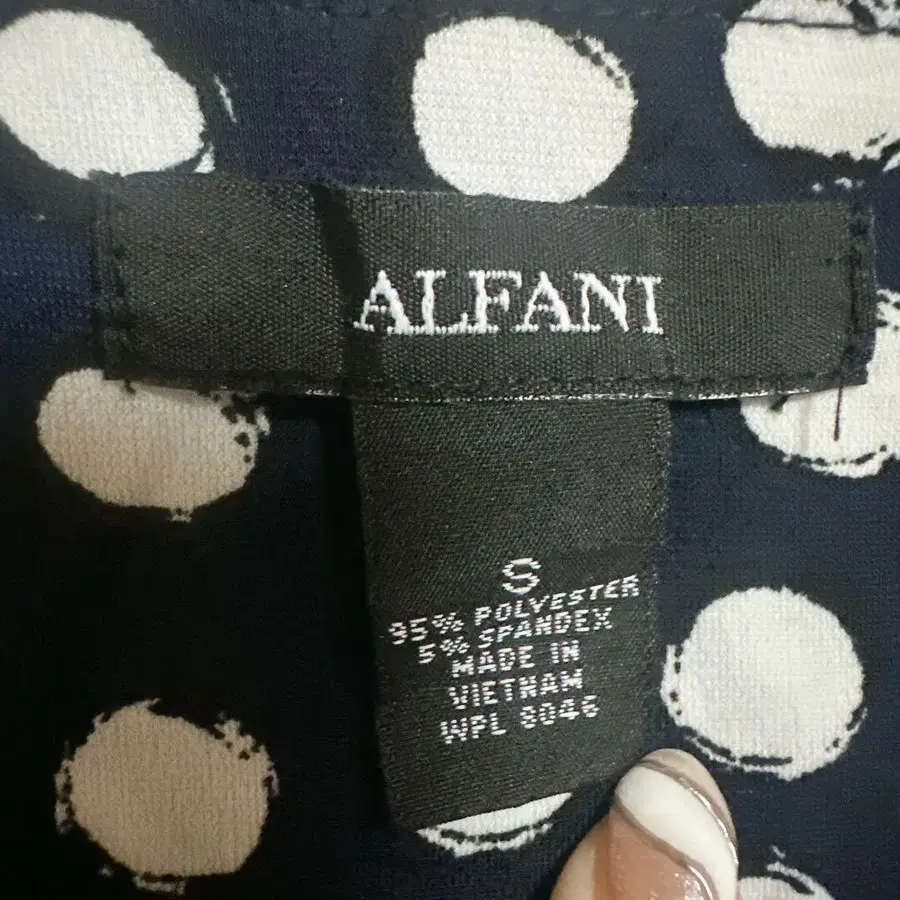 ALFANI
S
95% POLYESTER
5% SPANDEX
MADE IN
VIETNAM
WPL 8046